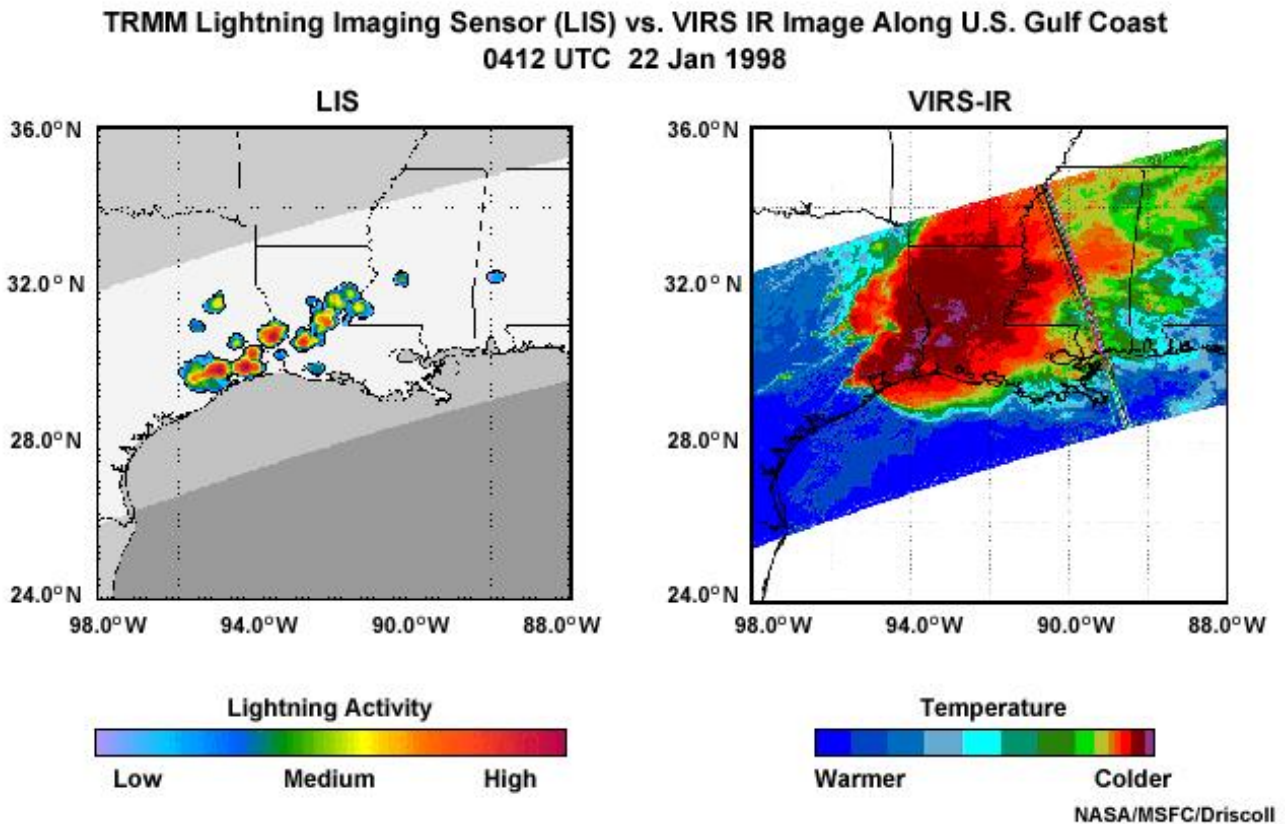 TRMM Lightning Imaging Sensor (LIS) vs. VIRS IR Image Along U.S. Gulf Coast
0412 UTC 22 Jan 1998
LIS
36.0°N
32.0°N
28.0°N
24.0°N
98.0°W 94.0°W 90.0°W 88.0°W
Lightning Activity
Low Medium High
VIRS-IR
36.0°N
32.0°N
28.0°N
24.0°N
98.0°W 94.0°W 90.0°W 88.0°W
Temperature
Warmer Colder
NASA/MSFC/Driscoll